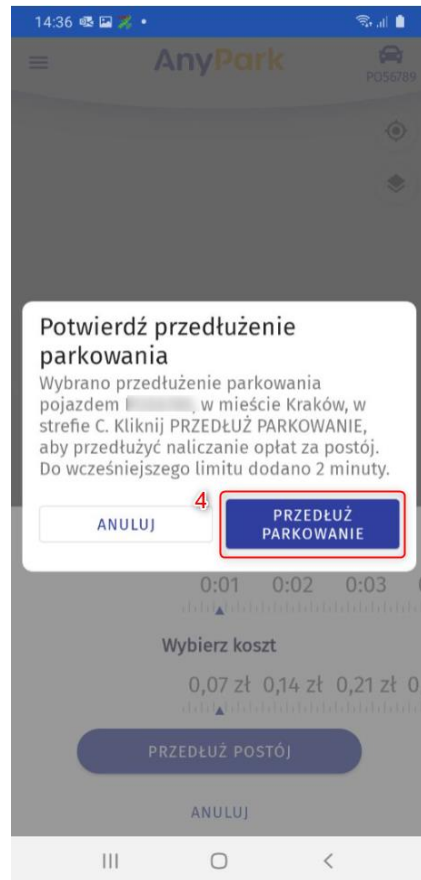 14:36
AnyPark
PO56789
Potwierdź przedłużenie
parkowania
Wybrano przedłużenie parkowania
pojazdem , w mieście Kraków, w
strefie C. Kliknij PRZEDŁUŻ PARKOWANIE,
aby przedłużyć naliczanie opłat za postój.
Do wcześniejszego limitu dodano 2 minuty.
4
ANULUJ
PRZEDŁUŻ
PARKOWANIE
0:01 0:02 0:03
Wybierz koszt
0,07 zł 0,14 zł 0,21 zł 0
PRZEDŁUŻ POSTÓJ
ANULUJ